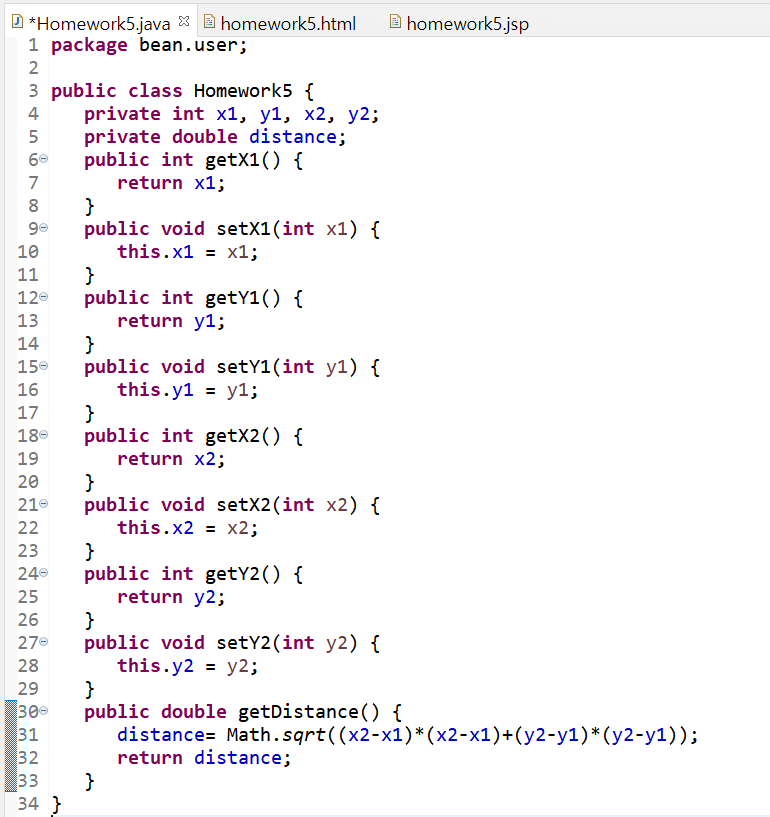 *Homework5.java homework5.html homework5.jsp
1 package bean.user;
2
3 public class Homework5 {
4    private int x1, y1, x2, y2;
5    private double distance;
6    public int getX1() {
7       return x1;
8    }
9    public void setX1(int x1) {
10       this.x1 = x1;
11    }
12    public int getY1() {
13       return y1;
14    }
15    public void setY1(int y1) {
16       this.y1 = y1;
17    }
18    public int getX2() {
19       return x2;
20    }
21    public void setX2(int x2) {
22       this.x2 = x2;
23    }
24    public int getY2() {
25       return y2;
26    }
27    public void setY2(int y2) {
28       this.y2 = y2;
29    }
30    public double getDistance() {
31       distance= Math.sqrt((x2-x1)*(x2-x1)+(y2-y1)*(y2-y1));
32       return distance;
33    }
34 }